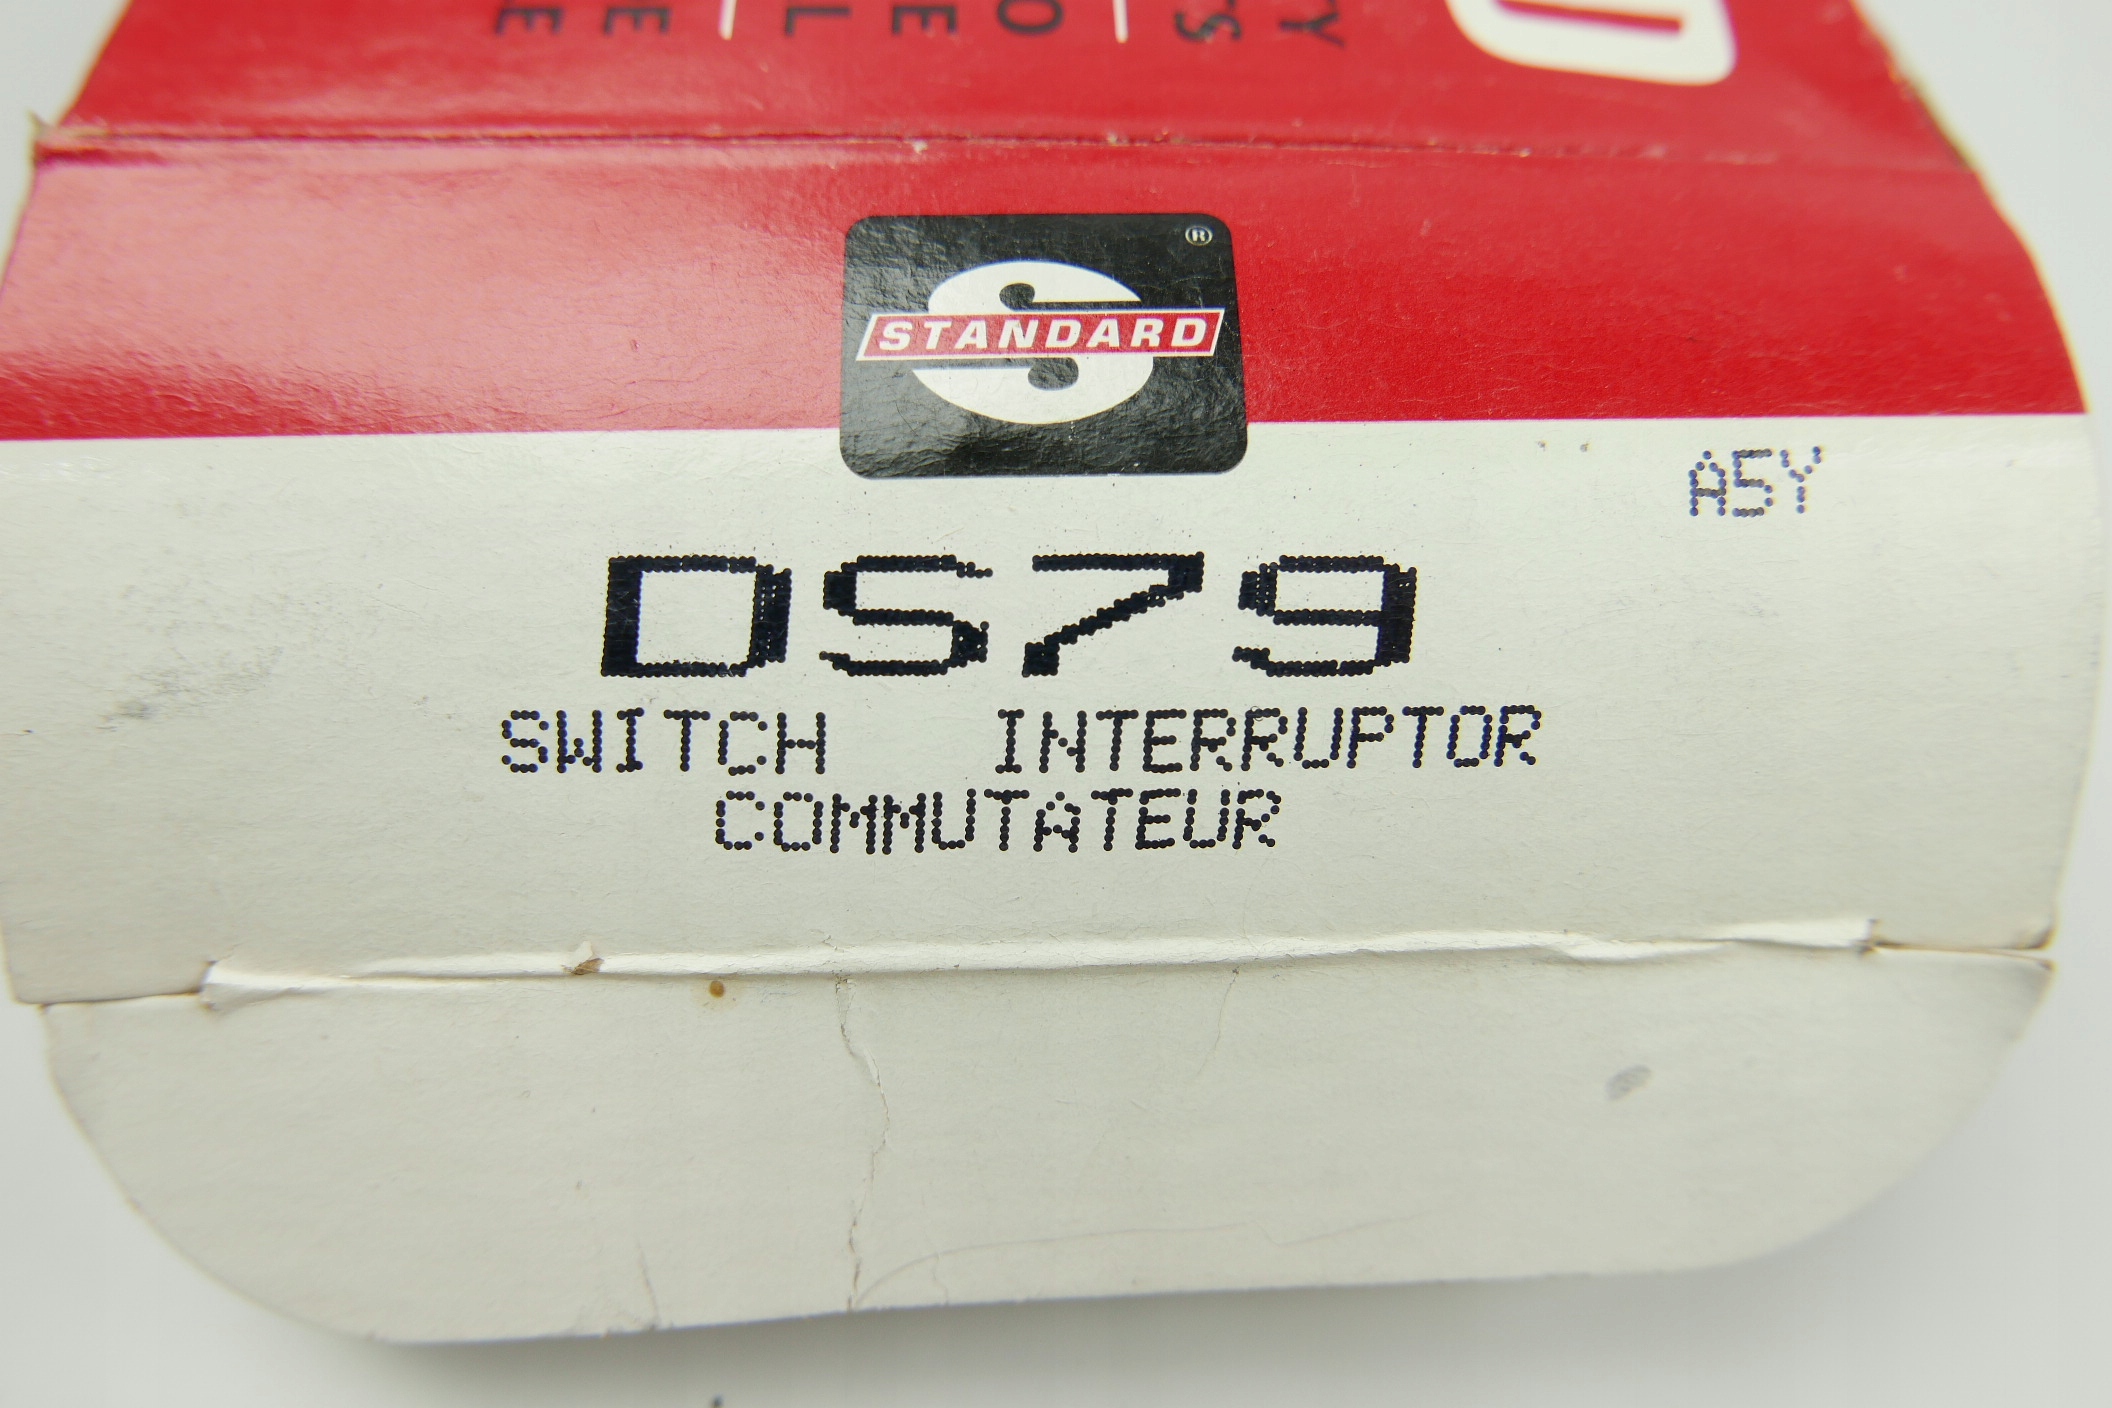 ®
STANDARD
A5Y
DS79
SWITCH INTERRUPTOR
COMMUTATEUR